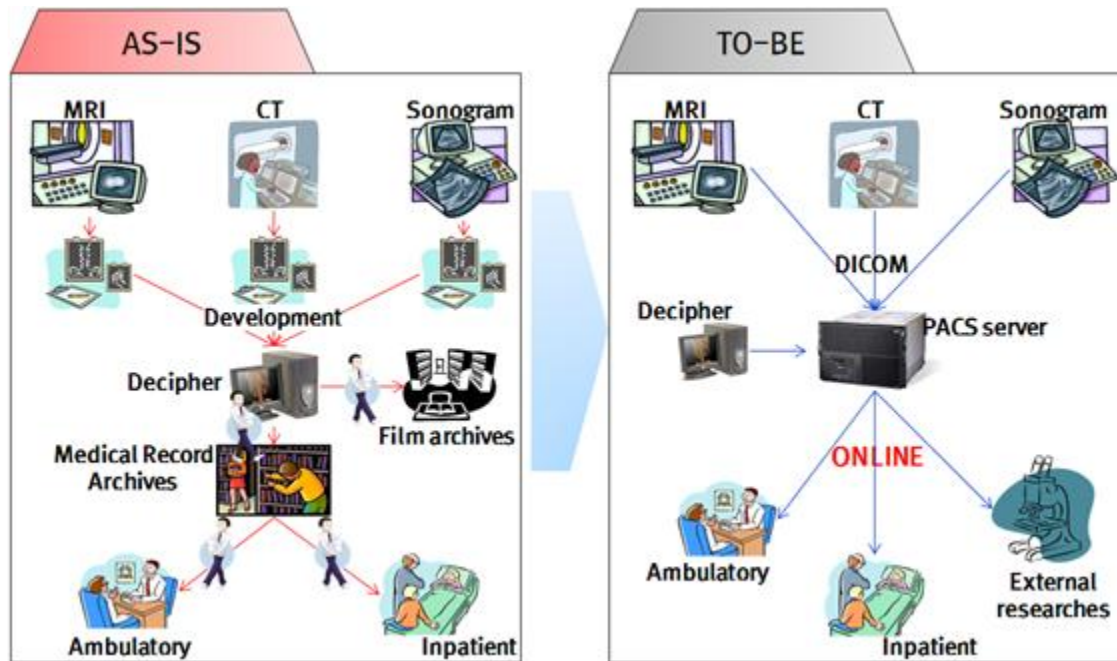 AS-IS
MRI
CT
Sonogram
Development
Decipher
Film archives
Medical Record
Archives
Ambulatory
Inpatient
TO-BE
MRI
CT
Sonogram
DICOM
Decipher
PACS server
ONLINE
Ambulatory
Inpatient
External
researches